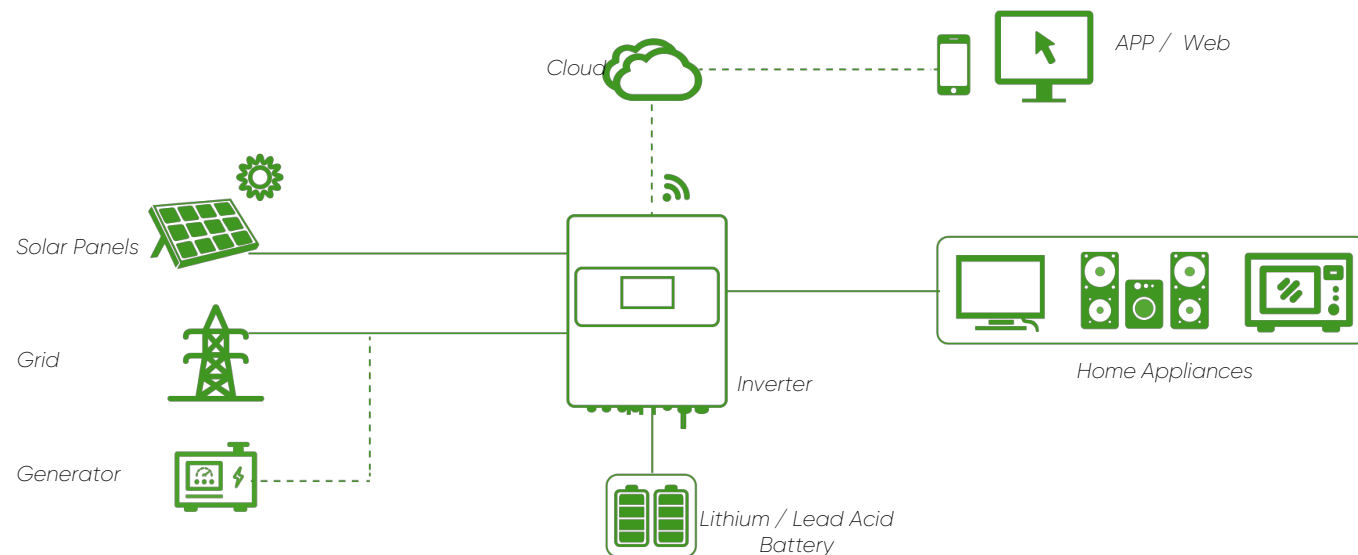 Cloud
APP / Web
Solar Panels
Grid
Inverter
Home Appliances
Generator
Lithium / Lead Acid
Battery